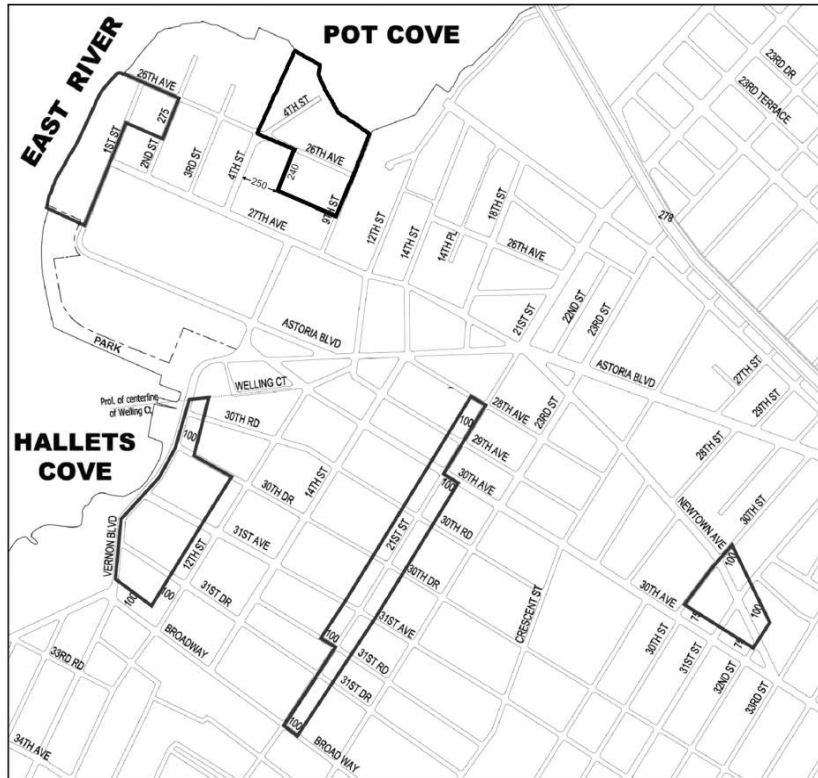 POT COVE
EAST RIVER
26TH AVE
275
1ST ST
2ND ST
3RD ST
4TH ST
4TH ST
26TH AVE
240
250
27TH AVE
9TH ST
12TH ST
14TH ST
14TH PL
18TH ST
26TH AVE
23RD DR
23RD TERRACE
278
21ST ST
22ND ST
23RD ST
ASTORIA BLVD
ASTORIA BLVD
PARK
WELLING CT
Prol. of centerling
of Welling Ct.
HALLETS
COVE
30TH RD
100
30TH DR
14TH ST
31ST AVE
12TH ST
31ST DR
VERNON BLVD
100
100
BROADWAY
33RD RD
34TH AVE
28TH AVE
23RD ST
100
29TH AVE
30TH AVE
100
30TH RD
21ST ST
30TH DR
31ST AVE
100
31ST RD
31ST DR
100
BROAD WAY
CRESCENT ST
27TH ST
29TH ST
28TH ST
30TH ST
NEWTOWN AVE
100
30TH AVE
100
75
75
30TH ST
31ST ST
32ND ST
33RD ST